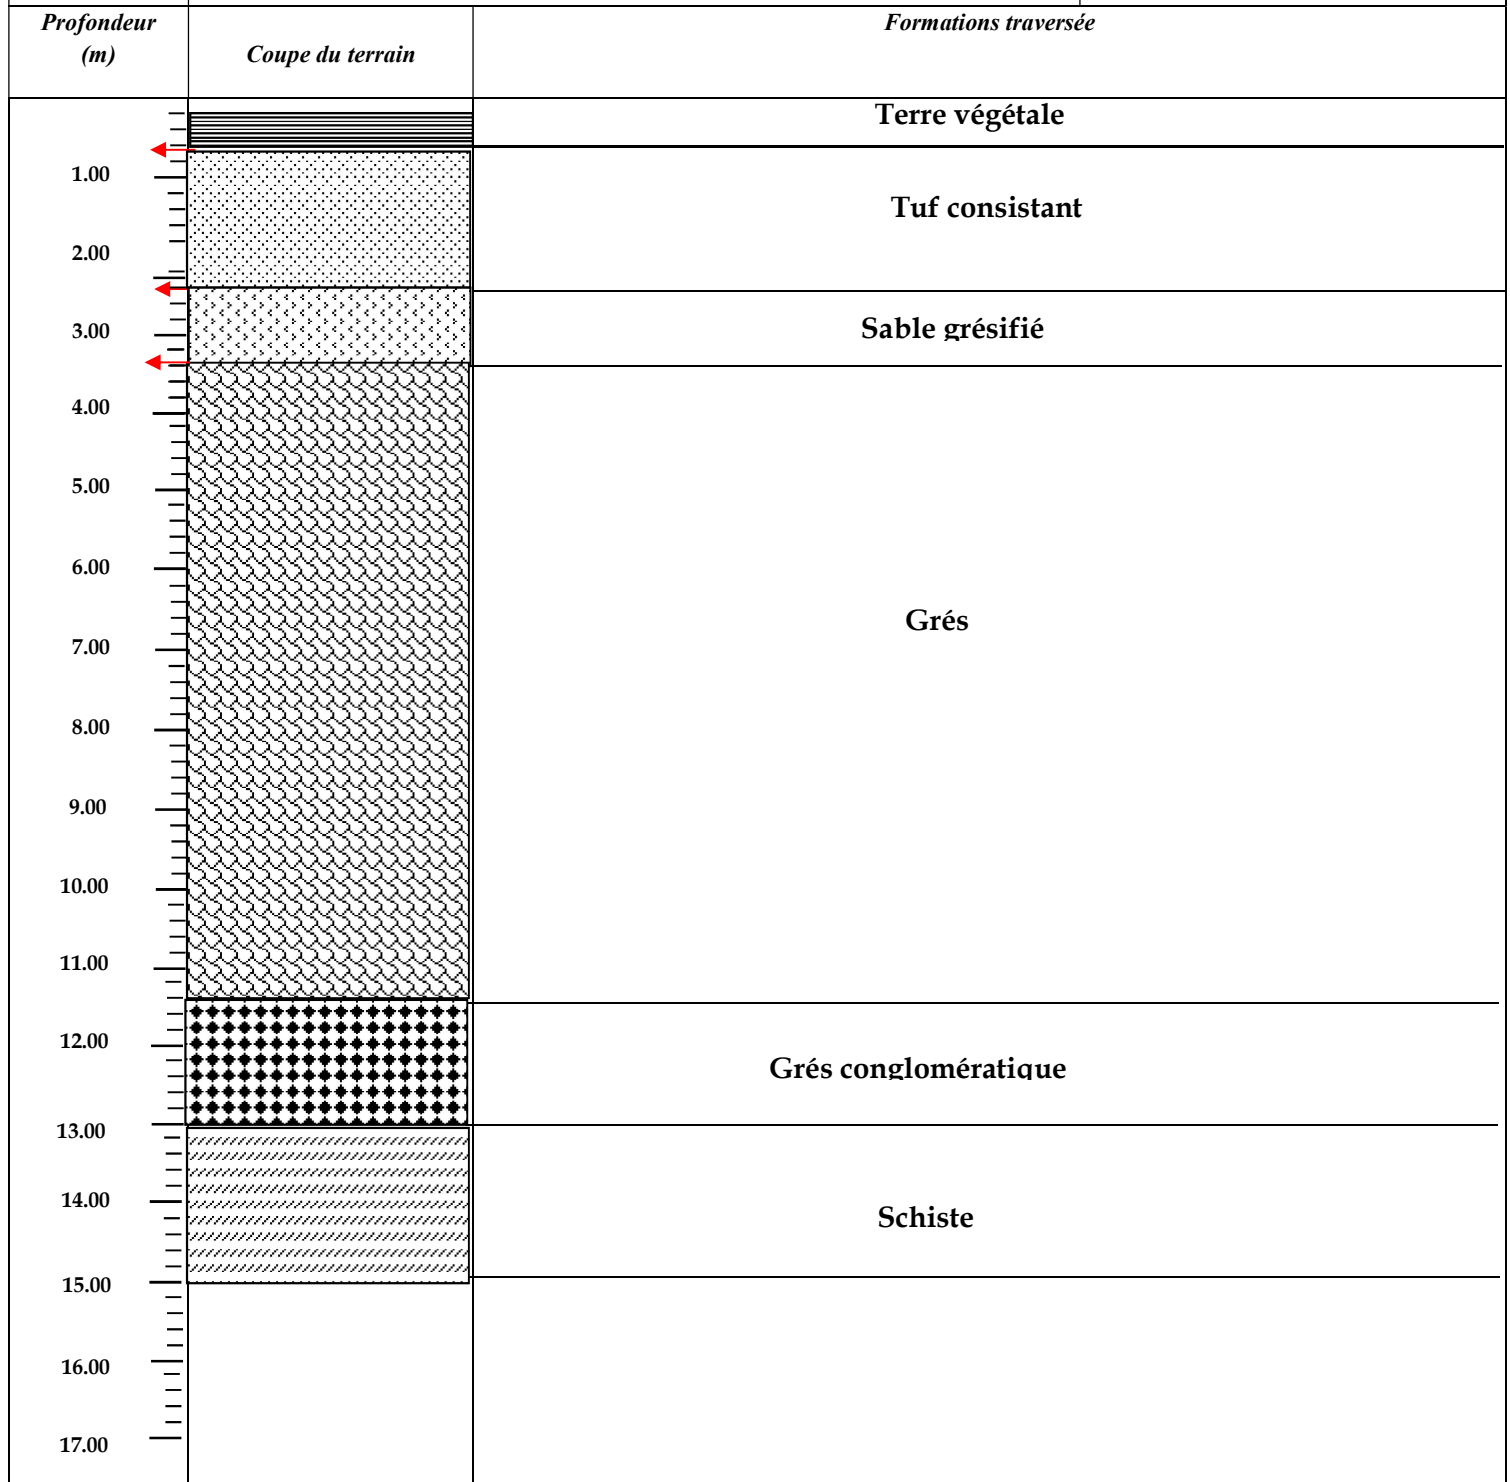 Profondeur
(m)
Coupe du terrain
Formations traversée
Terre végétale
1.00
Tuf consistant
2.00
3.00
Sable grésifié
4.00
5.00
6.00
Grés
7.00
8.00
9.00
10.00
11.00
12.00
Grés conglomératique
13.00
14.00
Schiste
15.00
16.00
17.00